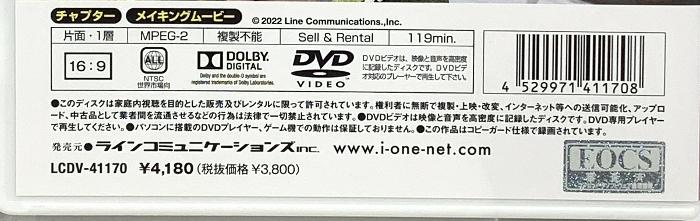 チャプター メイキングムービー
© 2022 Line Communications.,Inc.
片面・1層 MPEG-2 複製不能 Sell & Rental 119min.
16:9
ALL
NTSC
世界市場向
DOLBY
DIGITAL
Dolby and the double-D symbol are
registered trademarks of Dolby Laboratories.
DVD
VIDEO
DVDビデオは、映像と音声を高密度
に記録したディスクです。DVDビデ
オ対応のプレーヤーで再生して下さい。
4 529971 411708
●このディスクは家庭内視聴を目的とした販売及びレンタルに限って許可されています。権利者に無断で複製・上映・改変、インターネット等への送信可能化、アップロ
ード、中古品として業者間を流通させるなどの行為は法律で一切禁止されています。●DVDビデオは映像と音声を高密度に記録したディスクです。DVD専用プレイヤー
で再生してください。●パソコンに搭載のDVDプレイヤー、ゲーム機での動作は保証しておりません。●この作品はコピーガード仕様で録画されています。
発売元●ラインコミュニケーションズINC. www.i-one-net.com
LCDV-41170 ¥4,180(税抜価格 ¥3,800)
EOCS